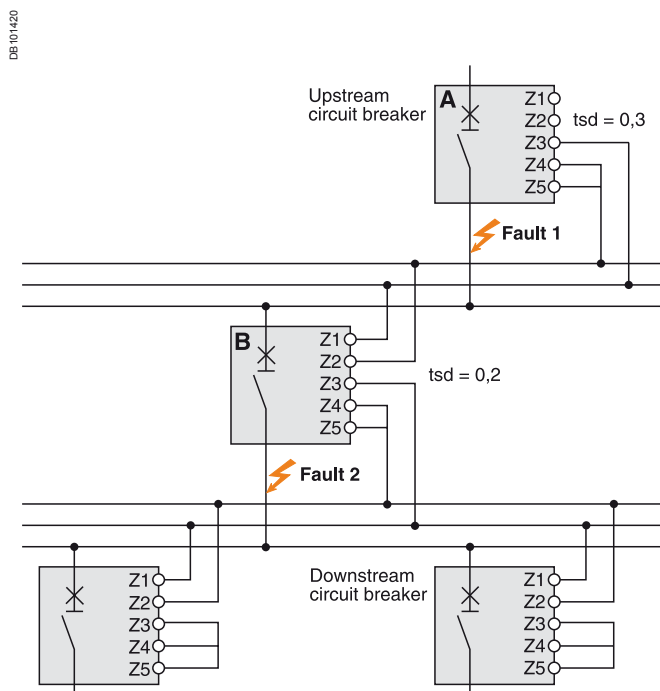 DB101420
Upstream
circuit breaker
A
Z1
Z2
Z3
Z4
Z5
tsd = 0,3
Fault 1
B
Z1
Z2
Z3
Z4
Z5
tsd = 0,2
Fault 2
Z1
Z2
Z3
Z4
Z5
Downstream
circuit breaker
Z1
Z2
Z3
Z4
Z5